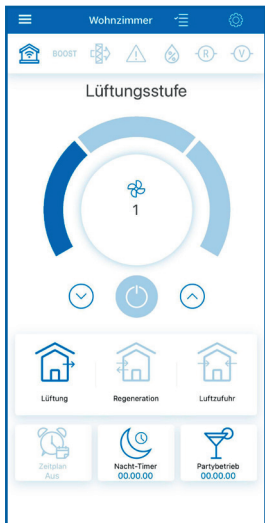 Wohnzimmer
BOOST
R
V
Lüftungsstufe
1
Lüftung Regeneration Luftzufuhr
Zeitplan Nacht-Timer Partybetrieb
Aus 00.00.00 00.00.00